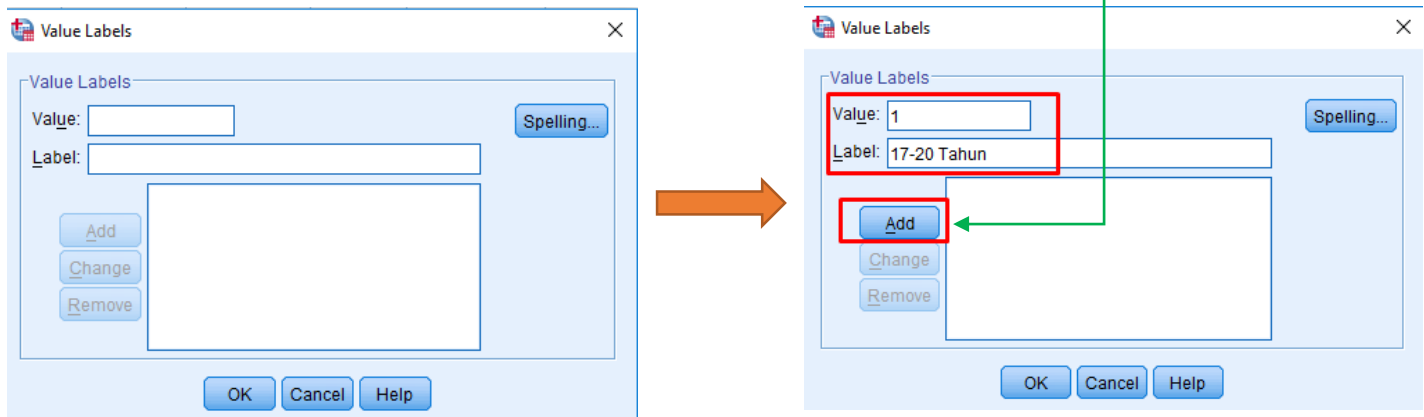 Value Labels
Value Labels
Value:
Spelling...
Label:
Add
Change
Remove
OK Cancel Help
Value Labels
Value Labels
Value: 1
Spelling...
Label: 17-20 Tahun
Add
Change
Remove
OK Cancel Help